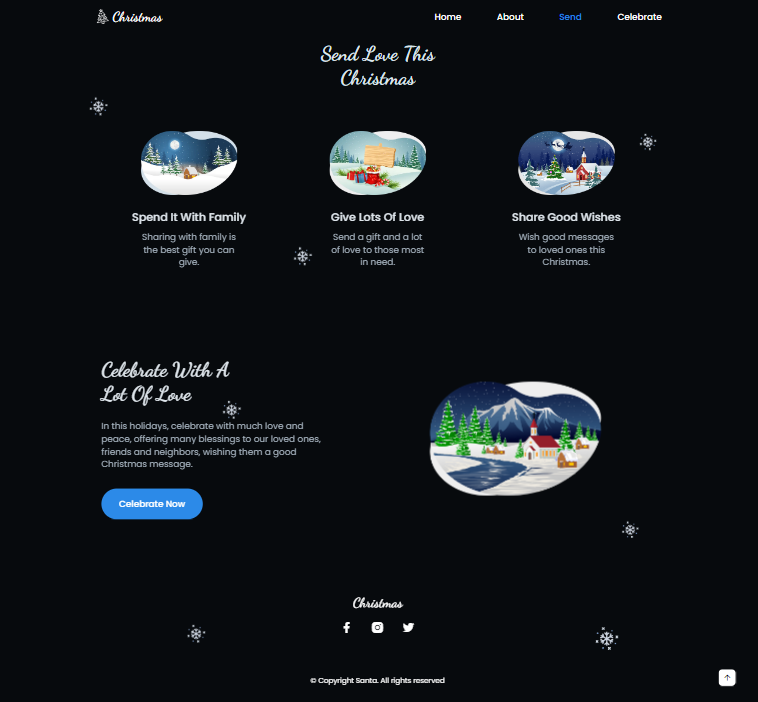 Christmas
Home
About
Send
Celebrate
Send Love This
Christmas
Spend It With Family
Sharing with family is
the best gift you can
give.
Give Lots Of Love
Send a gift and a lot
of love to those most
in need.
Share Good Wishes
Wish good messages
to loved ones this
Christmas.
Celebrate With A
Lot Of Love
In this holidays, celebrate with much love and
peace, offering many blessings to our loved ones,
friends and neighbors, wishing them a good
Christmas message.
Celebrate Now
Christmas
© Copyright Santa. All rights reserved